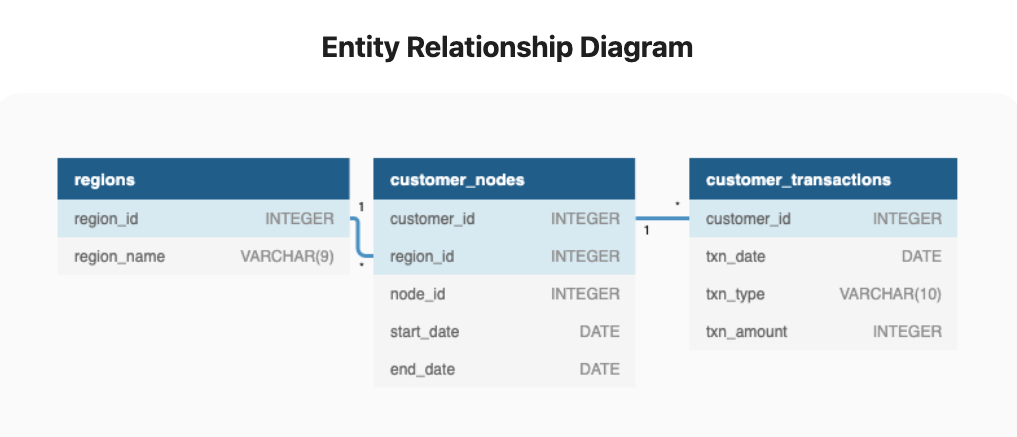 Entity Relationship Diagram
regions
region_id INTEGER
region_name VARCHAR(9)
1
*
customer_nodes
customer_id INTEGER
region_id INTEGER
node_id INTEGER
start_date DATE
end_date DATE
*
1
customer_transactions
customer_id INTEGER
txn_date DATE
txn_type VARCHAR(10)
txn_amount INTEGER